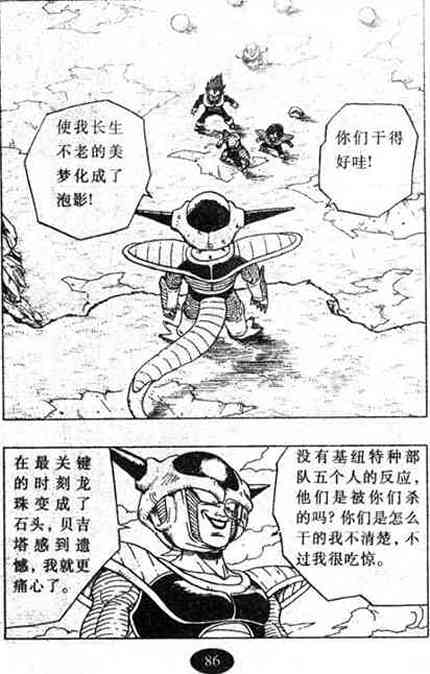 你们干得
好哇!
使我长生
不老的美
梦化成了
泡影!
没有基纽特种部
队五个人的反应,
他们是被你们杀
的吗?你们是怎么
干的我不清楚,不
过我很吃惊。
在最关键
的时刻龙
珠变成了
石头,贝吉
塔感到遗
憾,我就更
痛心了。
86